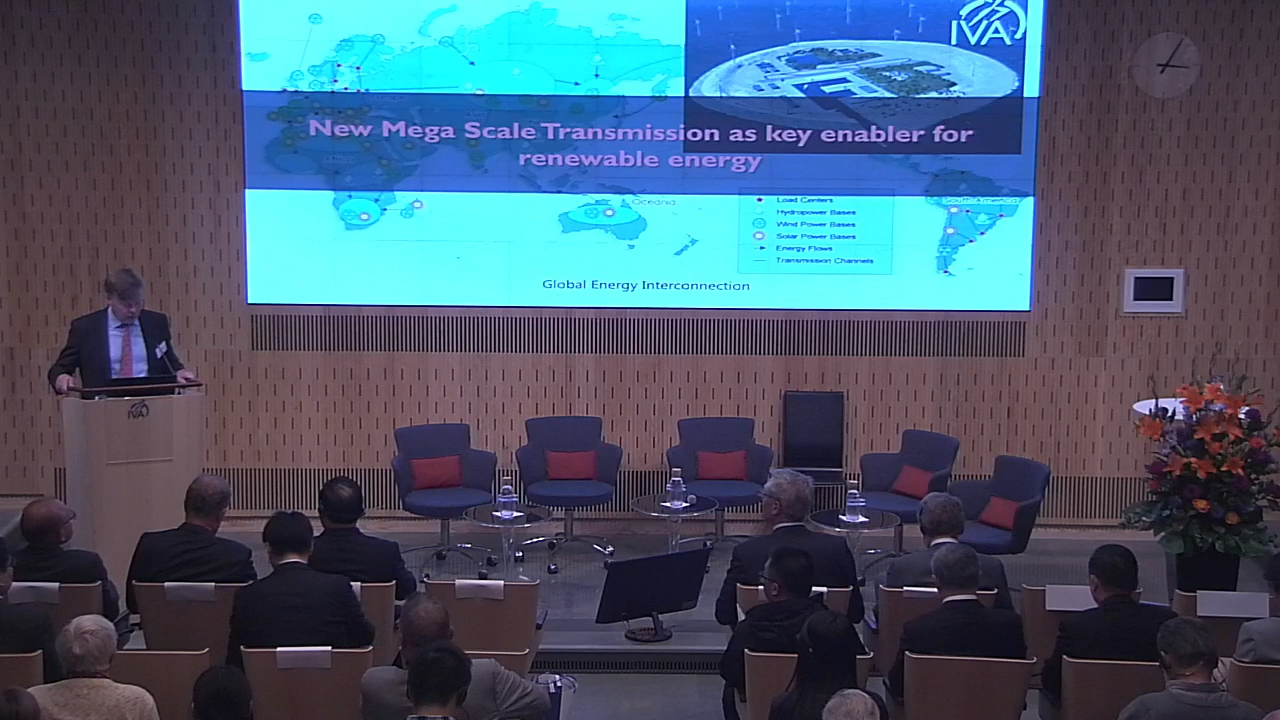 IVA
New Mega Scale Transmission as key enabler for
renewable energy
Oceania
South America
Load Centers
Hydropower Bases
Wind Power Bases
Solar Power Bases
Energy Flows
Transmission Channels
Global Energy Interconnection
IVA